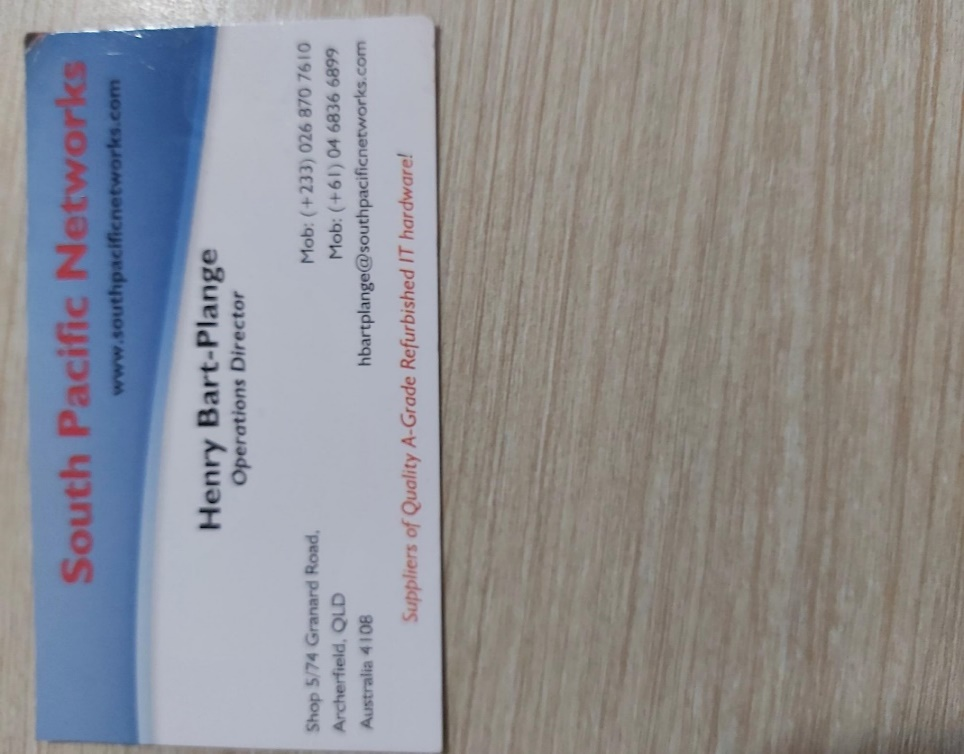 South Pacific Networks
www.southpacificnetworks.com
Henry Bart-Plange
Operations Director
Shop 5/74 Granard Road,
Archerfield, QLD
Australia 4108
Mob: (+233) 026 870 7610
Mob: (+61) 04 6836 6899
hbartplange@southpacificnetworks.com
Suppliers of Quality A-Grade Refurbished IT hardware!